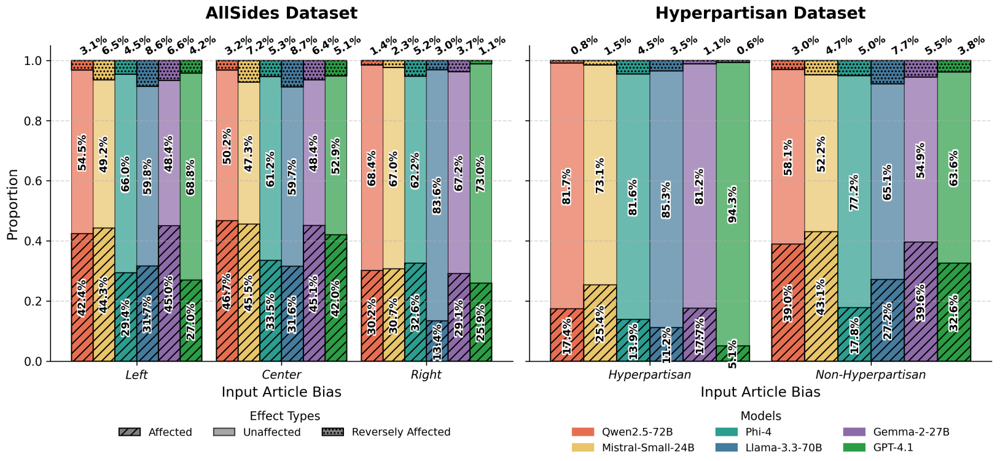 AllSides Dataset
Hyperpartisan Dataset
3.1% 6.5% 4.5% 8.6% 6.6% 4.2% 3.2% 7.2% 5.3% 8.7% 6.4% 5.1% 1.4% 2.3% 5.2% 3.0% 3.7% 1.1%
0.8% 1.5% 4.5% 3.5% 1.1% 0.6% 3.0% 4.7% 5.0% 7.7% 5.5% 3.8%
Proportion
1.0
0.8
0.6
0.4
0.2
0.0
54.5% 49.2% 66.0% 59.8% 48.4% 68.8% 50.2% 47.3% 61.2% 59.7% 48.4% 52.9% 68.4% 67.0% 62.2% 83.6% 67.2% 73.0%
81.7% 73.1% 81.6% 85.3% 81.2% 94.3% 58.1% 52.2% 77.2% 65.1% 54.9% 63.6%
42.4% 44.3% 29.4% 31.7% 45.0% 27.0% 46.7% 45.5% 33.5% 31.6% 45.1% 42.0% 30.2% 30.7% 32.6% 13.4% 29.1% 25.9%
17.4% 25.4% 13.9% 11.2% 17.7% 5.1% 39.0% 43.1% 17.8% 27.2% 39.6% 32.6%
Left Center Right
Hyperpartisan Non-Hyperpartisan
Input Article Bias
Input Article Bias
Effect Types
Affected Unaffected Reversely Affected
Models
Qwen2.5-72B Phi-4 Gemma-2-27B
Mistral-Small-24B Llama-3.3-70B GPT-4.1